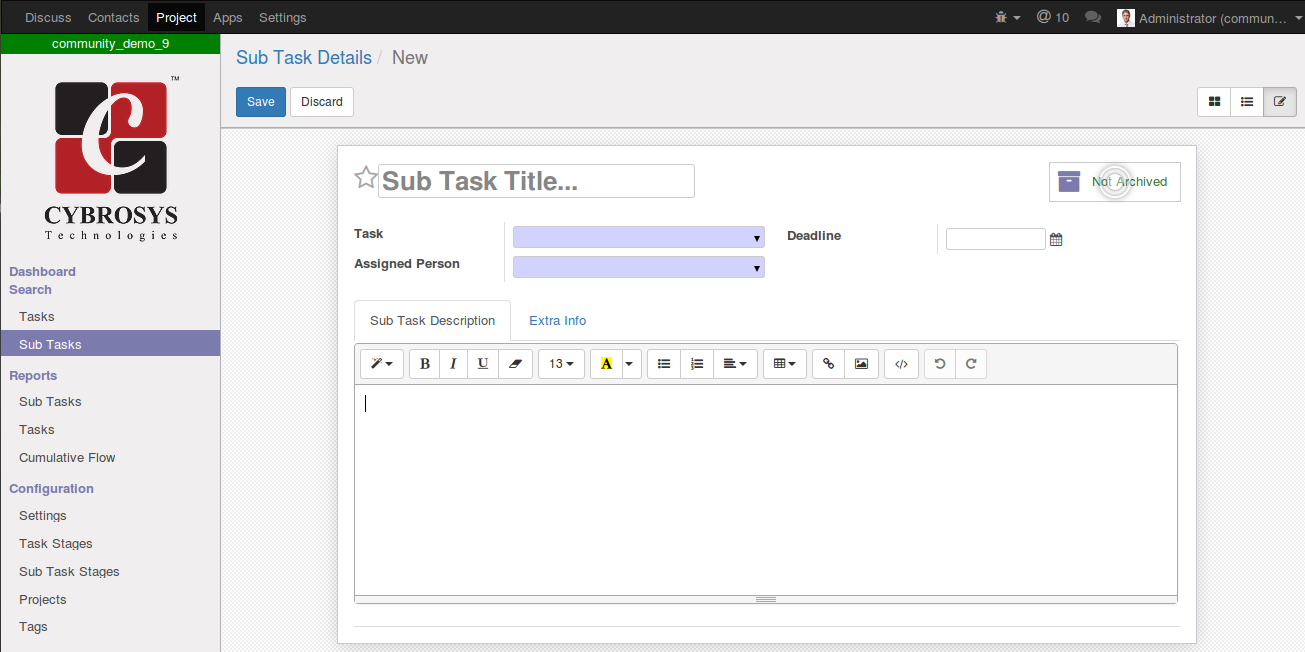 Discuss Contacts Project Apps Settings @ 10 Administrator (commun...
community_demo_9
Sub Task Details / New
Save Discard
TM
C
CYBROSYS
Technologies
Sub Task Title...
Not Archived
Task
Deadline
Assigned Person
Dashboard
Search
Tasks
Sub Tasks
Reports
Sub Tasks
Tasks
Cumulative Flow
Configuration
Settings
Task Stages
Sub Task Stages
Projects
Tags
Sub Task Description Extra Info
B I U 13 A </>